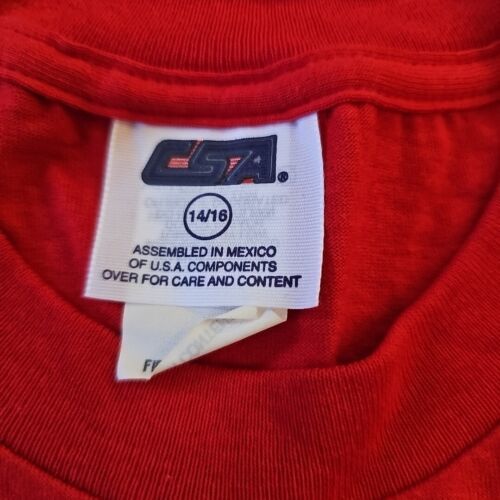 CSA®
14/16
ASSEMBLED IN MEXICO
OF U.S.A. COMPONENTS
OVER FOR CARE AND CONTENT